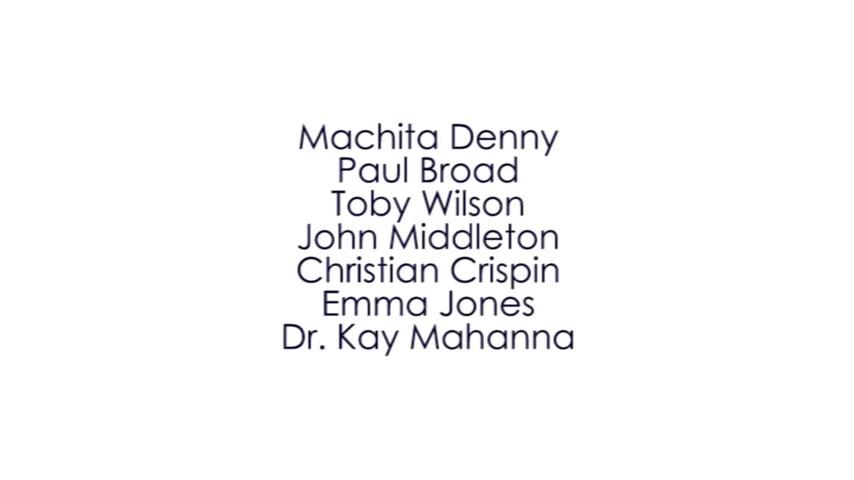 Machita Denny
Paul Broad
Toby Wilson
John Middleton
Christian Crispin
Emma Jones
Dr. Kay Mahanna